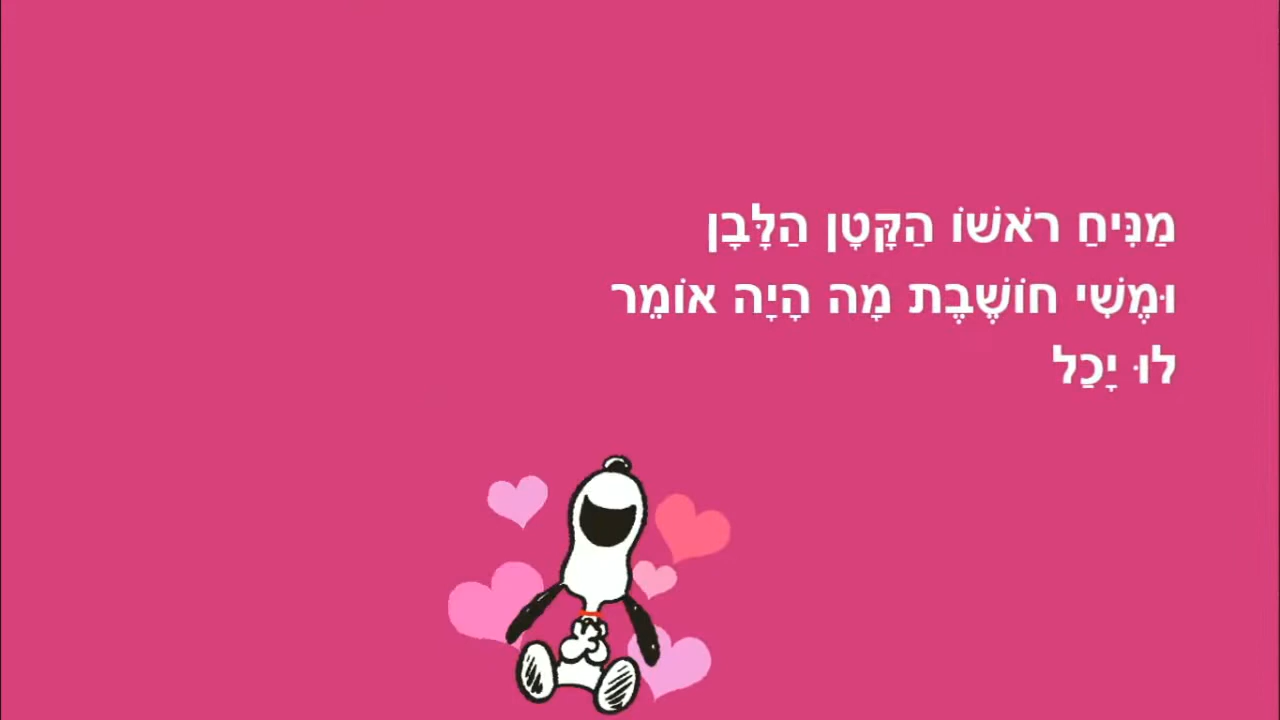 מַנִּיחַ רֹאשׁוֹ הַקָּטָן הַלָּבָן
וּמֶשִׁי חוֹשֶׁבֶת מָה הָיָה אוֹמֵר
לוּ יָכַל